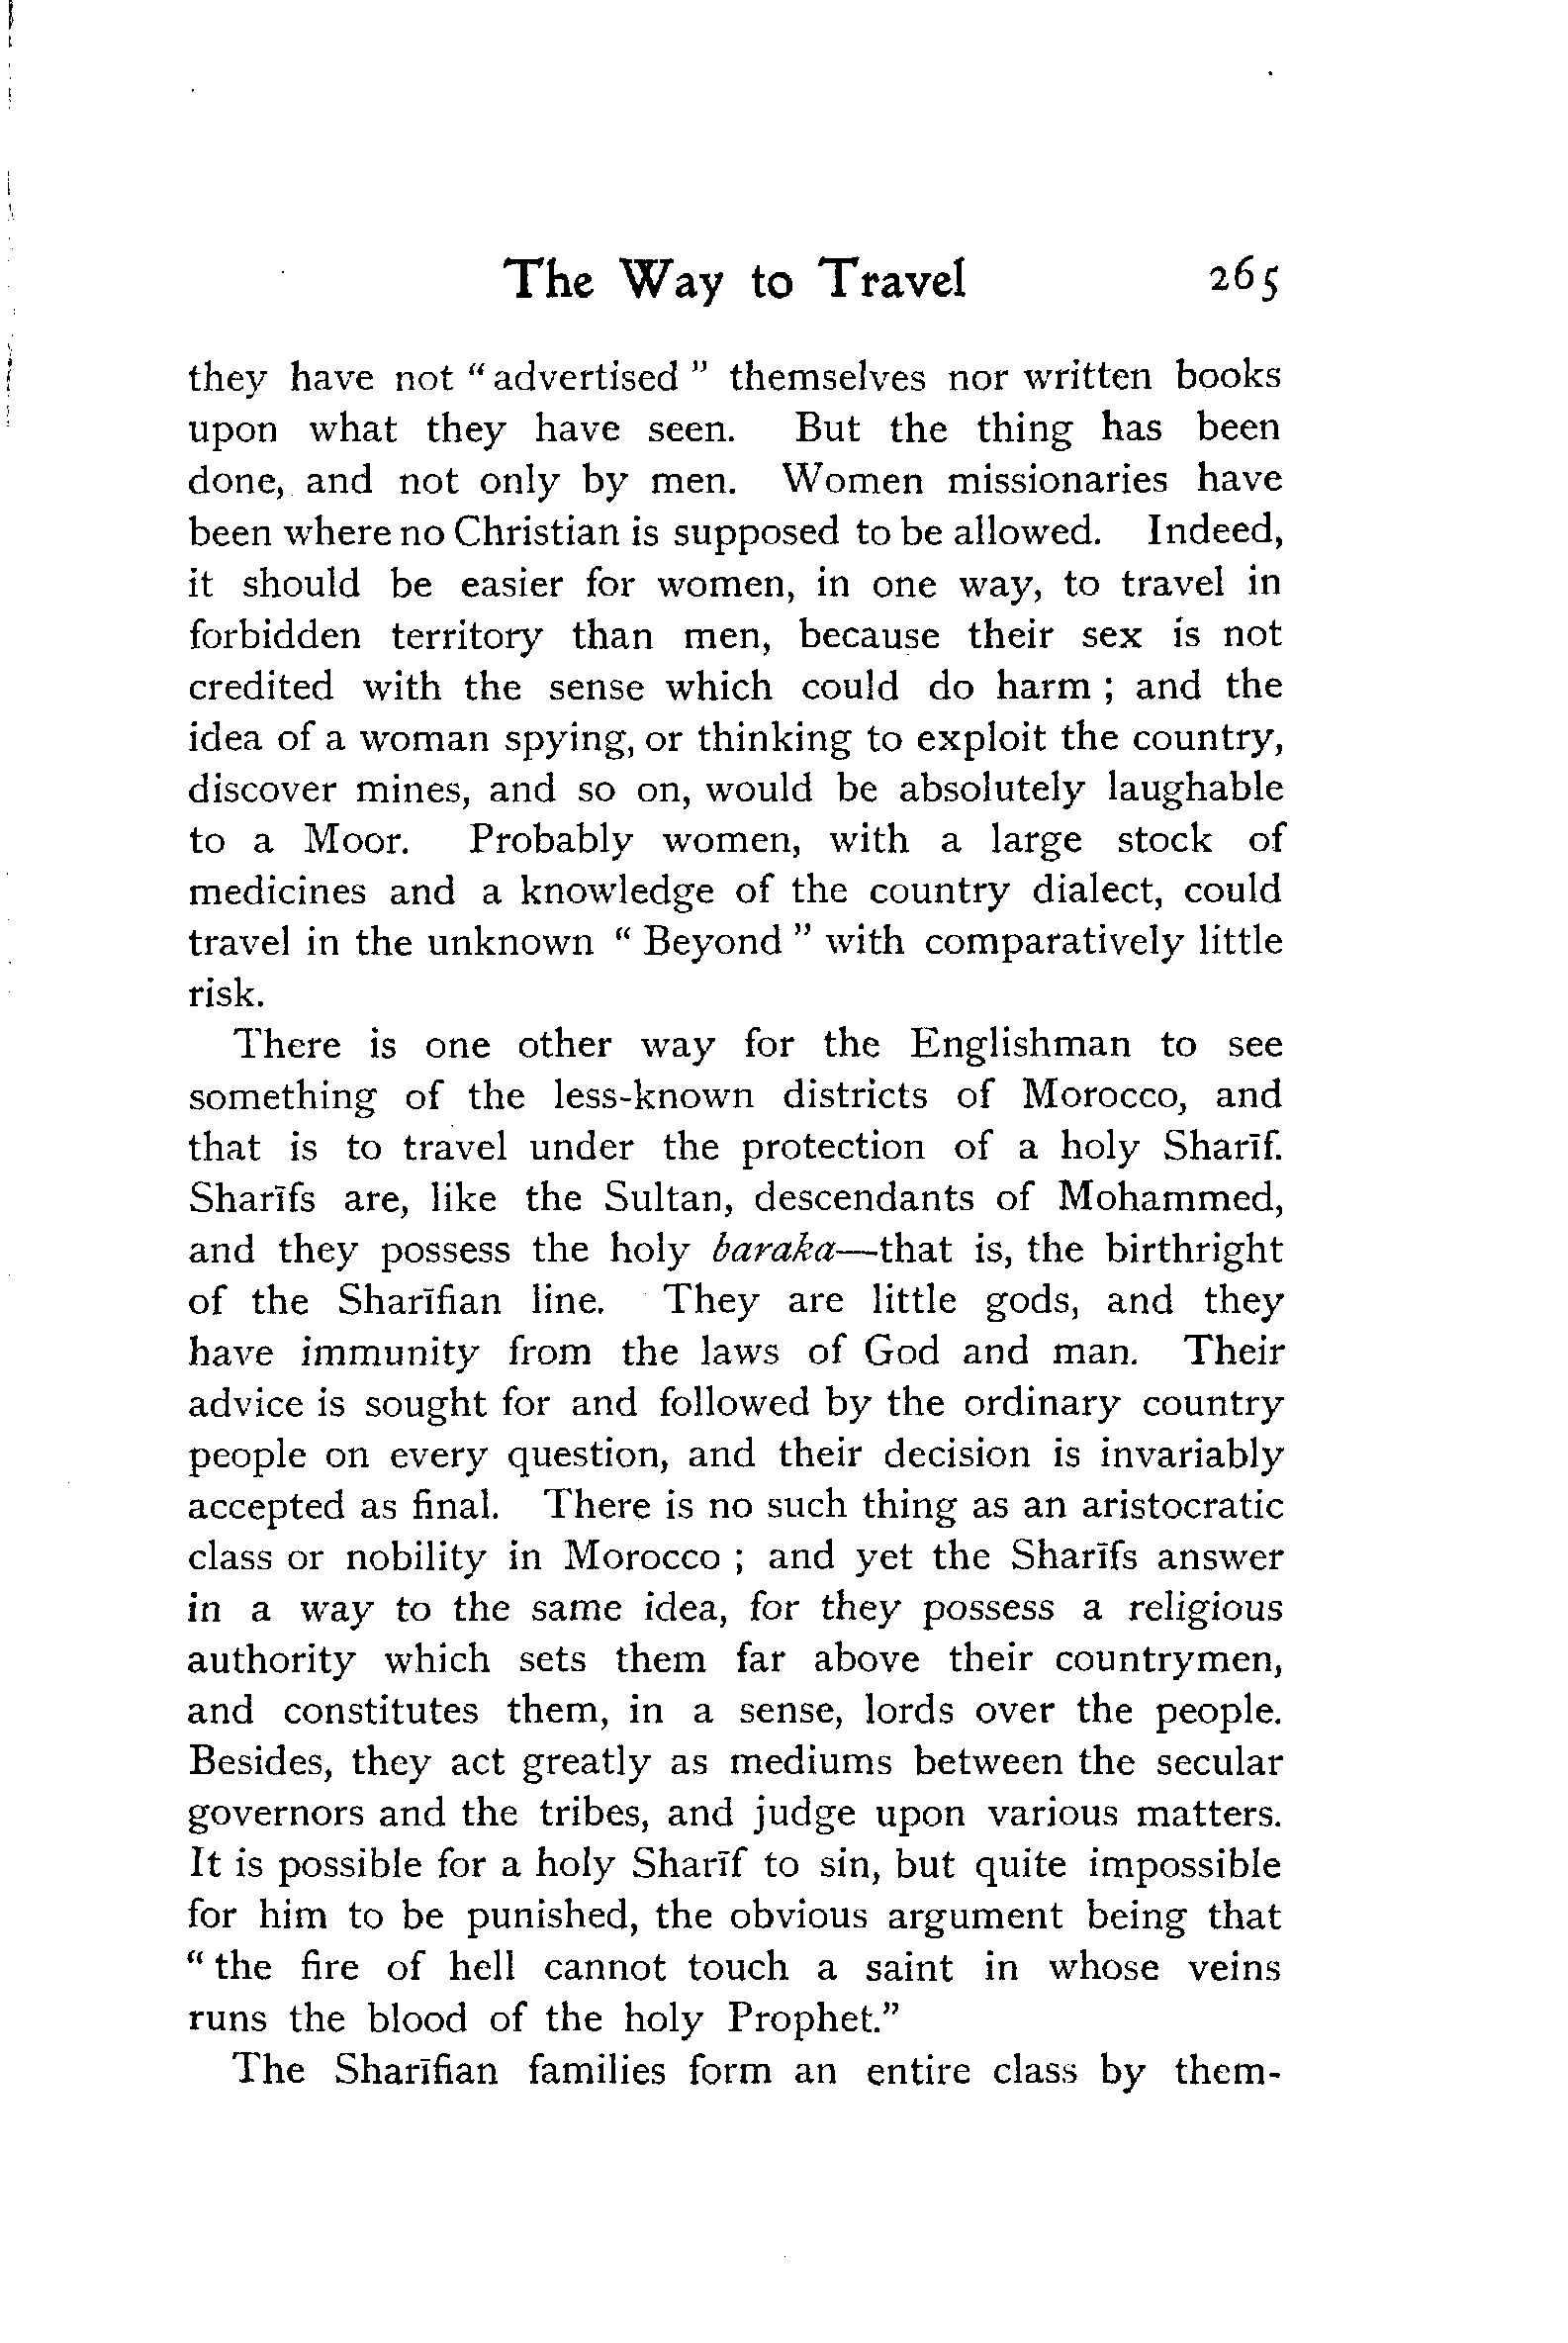 The Way to Travel 265
they have not “advertised” themselves nor written books
upon what they have seen. But the thing has been
done, and not only by men. Women missionaries have
been where no Christian is supposed to be allowed. Indeed,
it should be easier for women, in one way, to travel in
forbidden territory than men, because their sex is not
credited with the sense which could do harm ; and the
idea of a woman spying, or thinking to exploit the country,
discover mines, and so on, would be absolutely laughable
to a Moor. Probably women, with a large stock of
medicines and a knowledge of the country dialect, could
travel in the unknown “ Beyond ” with comparatively little
risk.
There is one other way for the Englishman to see
something of the less-known districts of Morocco, and
that is to travel under the protection of a holy Sharīf.
Sharīfs are, like the Sultan, descendants of Mohammed,
and they possess the holy baraka—that is, the birthright
of the Sharīfian line. They are little gods, and they
have immunity from the laws of God and man. Their
advice is sought for and followed by the ordinary country
people on every question, and their decision is invariably
accepted as final. There is no such thing as an aristocratic
class or nobility in Morocco ; and yet the Sharīfs answer
in a way to the same idea, for they possess a religious
authority which sets them far above their countrymen,
and constitutes them, in a sense, lords over the people.
Besides, they act greatly as mediums between the secular
governors and the tribes, and judge upon various matters.
It is possible for a holy Sharīf to sin, but quite impossible
for him to be punished, the obvious argument being that
“ the fire of hell cannot touch a saint in whose veins
runs the blood of the holy Prophet.”
The Sharīfian families form an entire class by them-